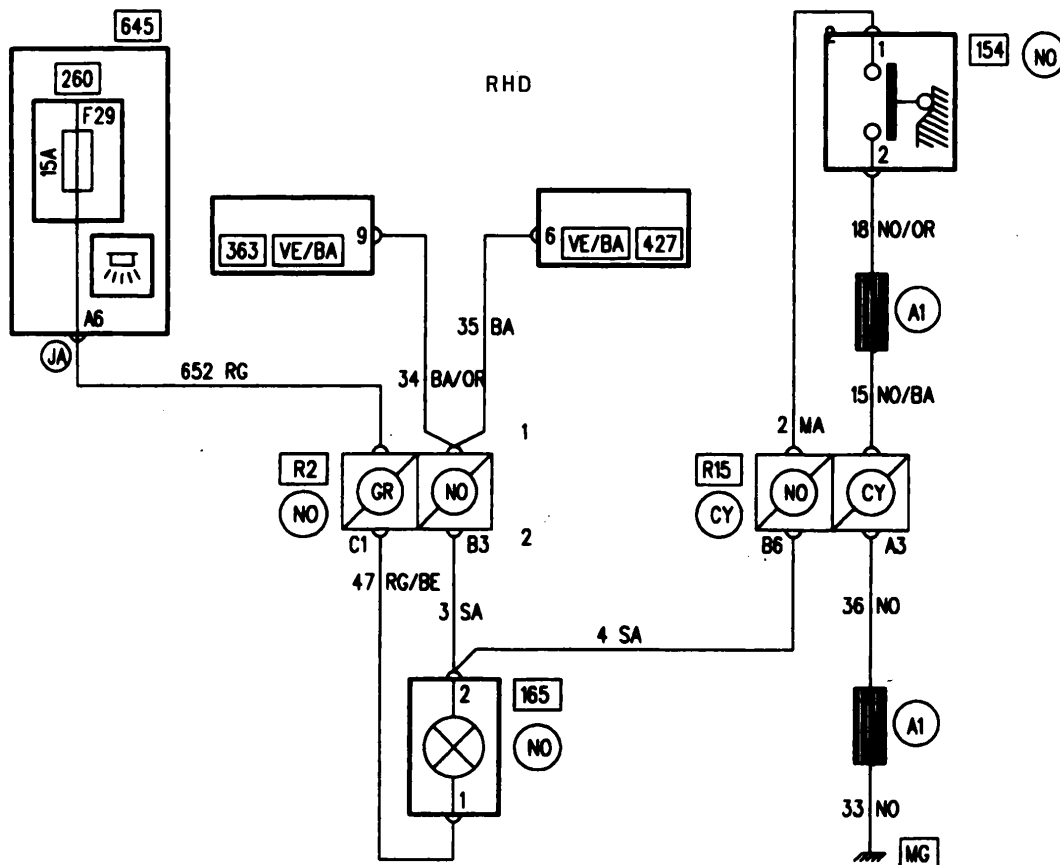 645
260
F29
15A
A6
JA
652 RG
RHD
363 VE/BA 9
6 VE/BA 427
35 BA
34 BA/OR
1
R2
NO
GR
NO
C1
B3
2
47 RG/BE
3 SA
4 SA
2
165
NO
1
2
1
154
NO
2
18 NO/OR
A1
15 NO/BA
2 MA
R15
CY
NO
CY
B6
A3
36 NO
A1
33 NO
MG